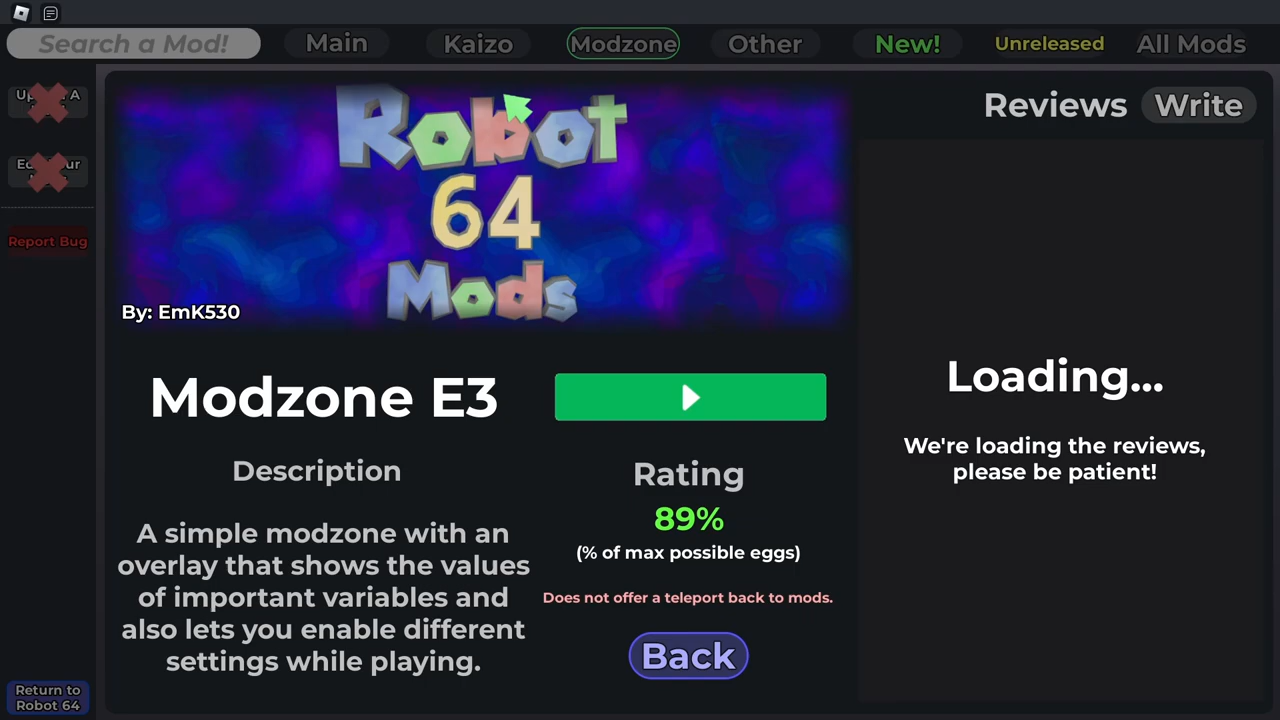 Search a Mod!
Main
Kaizo
Modzone
Other
New!
Unreleased
All Mods
Report Bug
Return to
Robot 64
Robot
64
Mods
By: EmK530
Modzone E3
Description
A simple modzone with an
overlay that shows the values
of important variables and
also lets you enable different
settings while playing.
Rating
89%
(% of max possible eggs)
Does not offer a teleport back to mods.
Back
Reviews
Write
Loading...
We're loading the reviews,
please be patient!